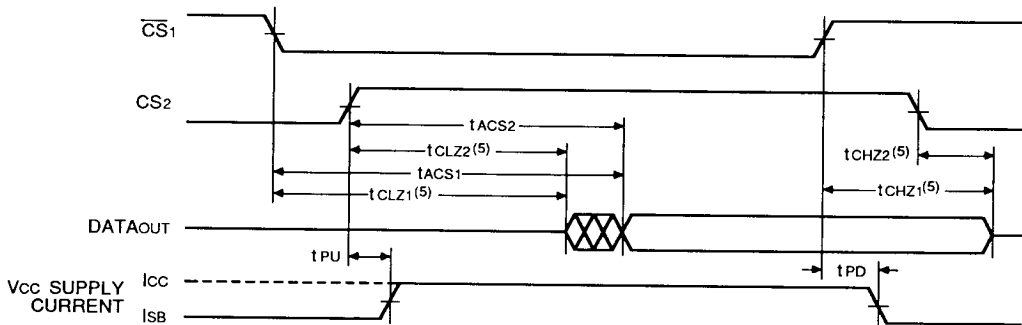 CS1
CS2
tACS2
tCLZ2(5)
tCHZ2(5)
tACS1
tCLZ1(5)
tCHZ1(5)
DATAOUT
tPU
tPD
ICC
VCC SUPPLY
CURRENT
ISB